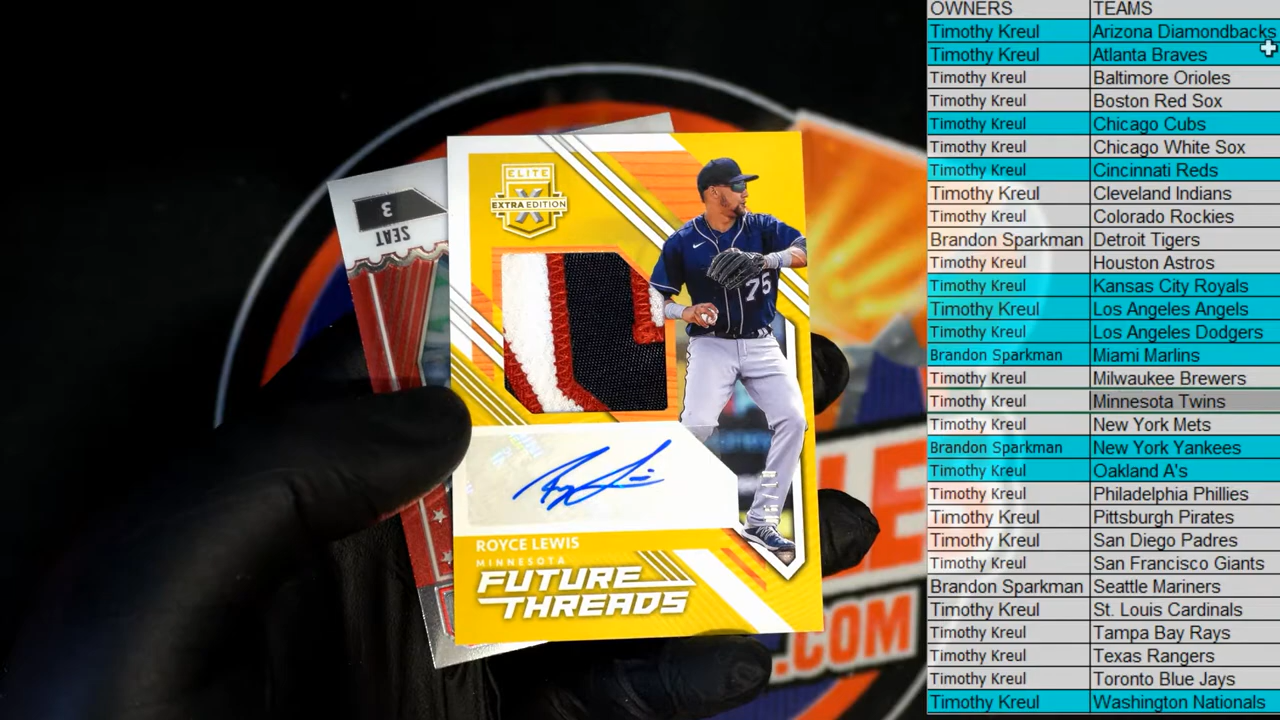 OWNERS TEAMS
Timothy Kreul Arizona Diamondbacks
Timothy Kreul Atlanta Braves
Timothy Kreul Baltimore Orioles
Timothy Kreul Boston Red Sox
Timothy Kreul Chicago Cubs
Timothy Kreul Chicago White Sox
Timothy Kreul Cincinnati Reds
Timothy Kreul Cleveland Indians
Timothy Kreul Colorado Rockies
Brandon Sparkman Detroit Tigers
Timothy Kreul Houston Astros
Timothy Kreul Kansas City Royals
Timothy Kreul Los Angeles Angels
Timothy Kreul Los Angeles Dodgers
Brandon Sparkman Miami Marlins
Timothy Kreul Milwaukee Brewers
Timothy Kreul Minnesota Twins
Timothy Kreul New York Mets
Brandon Sparkman New York Yankees
Timothy Kreul Oakland A's
Timothy Kreul Philadelphia Phillies
Timothy Kreul Pittsburgh Pirates
Timothy Kreul San Diego Padres
Timothy Kreul San Francisco Giants
Brandon Sparkman Seattle Mariners
Timothy Kreul St. Louis Cardinals
Timothy Kreul Tampa Bay Rays
Timothy Kreul Texas Rangers
Timothy Kreul Toronto Blue Jays
Timothy Kreul Washington Nationals
ELITE
X
EXTRA EDITION
75
ROYCE LEWIS
MINNESOTA
FUTURE
THREADS
3
SEAT
.COM